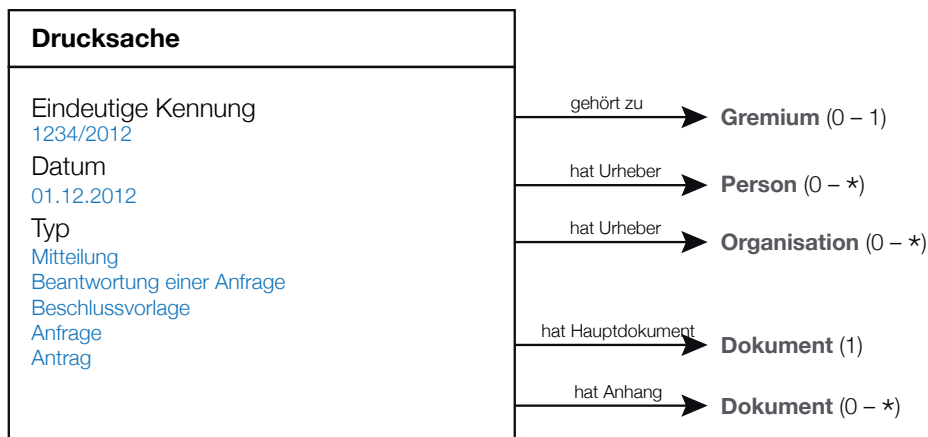 Drucksache
Eindeutige Kennung
1234/2012
Datum
01.12.2012
Typ
Mitteilung
Beantwortung einer Anfrage
Beschlussvorlage
Anfrage
Antrag
gehört zu
Gremium (0 – 1)
hat Urheber
Person (0 – *)
hat Urheber
Organisation (0 – *)
hat Hauptdokument
Dokument (1)
hat Anhang
Dokument (0 – *)